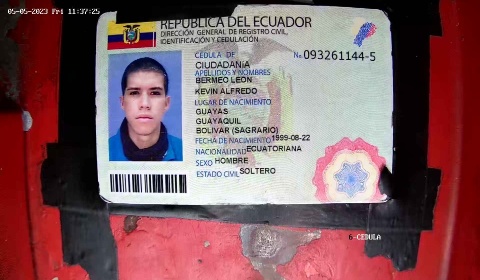 05-05-2023 Fri 11:37:25
REPÚBLICA DEL ECUADOR
DIRECCIÓN GENERAL DE REGISTRO CIVIL,
IDENTIFICACIÓN Y CEDULACIÓN
CÉDULA DE No.093261144-5
CIUDADANÍA
APELLIDOS Y NOMBRES
BERMEO LEON
KEVIN ALFREDO
LUGAR DE NACIMIENTO
GUAYAS
GUAYAQUIL
BOLIVAR (SAGRARIO)
FECHA DE NACIMIENTO 1999-08-22
NACIONALIDAD ECUATORIANA
SEXO HOMBRE
ESTADO CIVIL SOLTERO
6-CEDULA